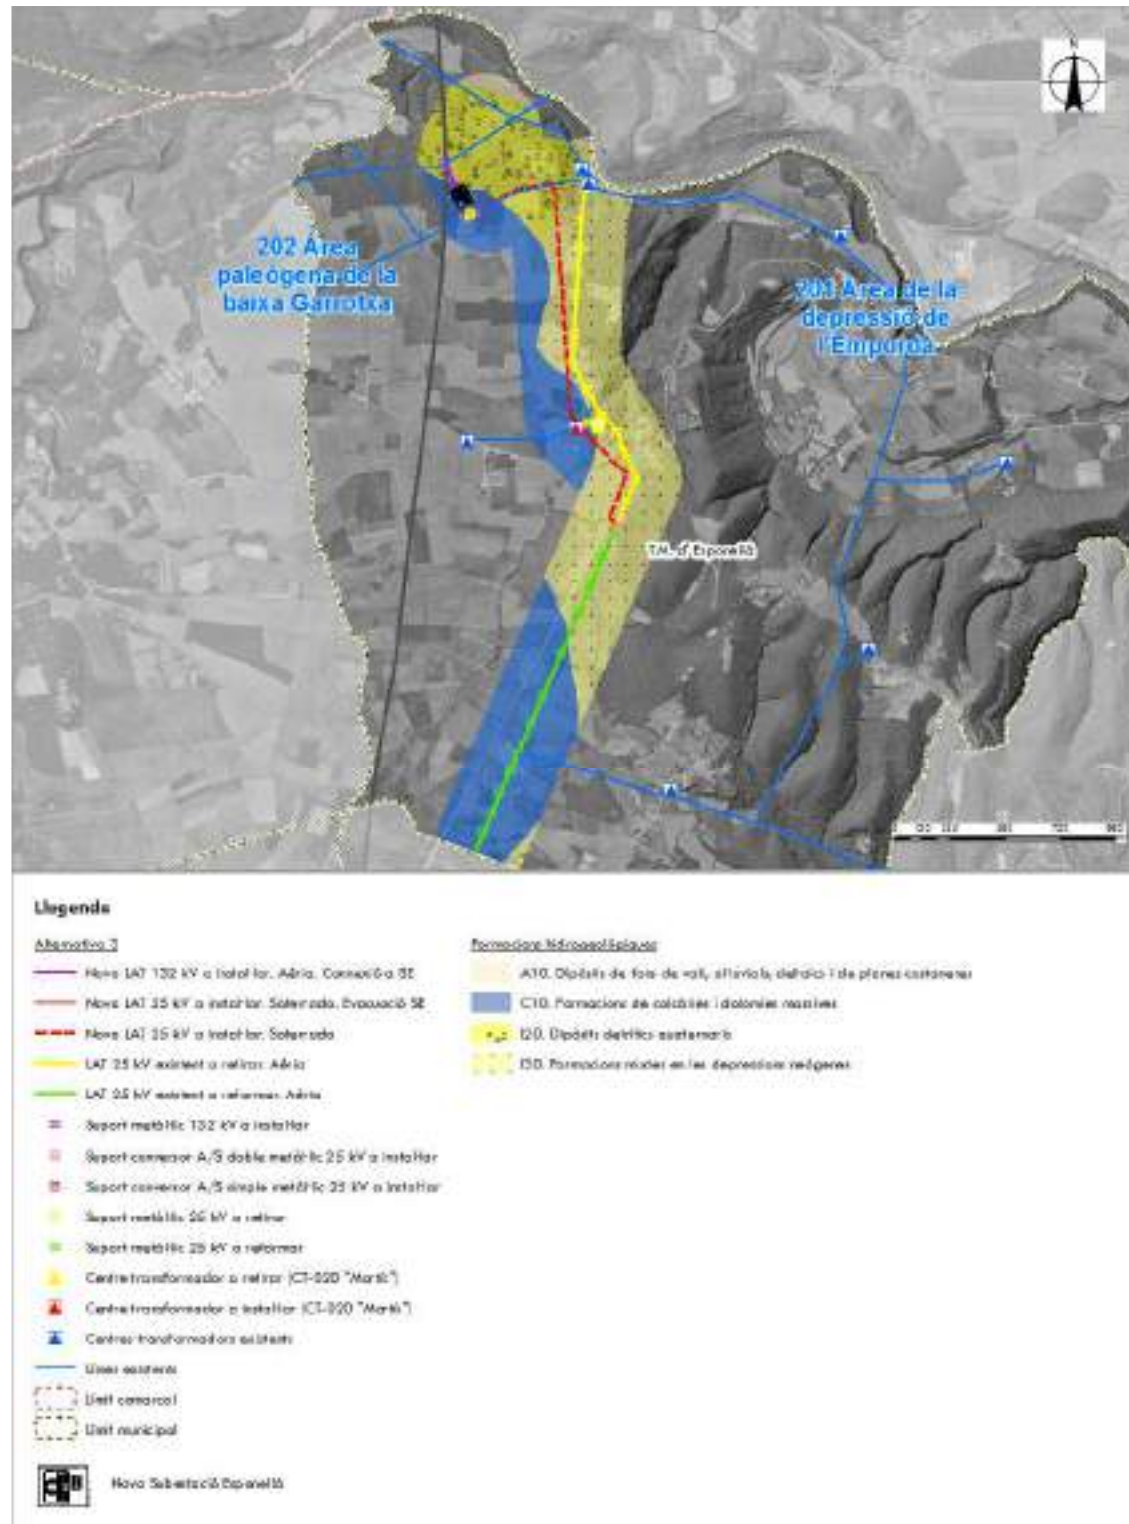 N
202 Àrea
paleògena de la
baixa Garrotxa
201 Àrea de la
depressió de
l'Empordà
T.M. d'Esponellà
Llegenda
Alternativa 3
Nova LAT 132 kV a instal·lar. Aèria. Connexió a SE
Nova LAT 25 kV a instal·lar. Soterrada. Evacuació SE
Nova LAT 25 kV a instal·lar. Soterrada
LAT 25 kV existent a retirar. Aèria
LAT 25 kV existent a reformar. Aèria
Suport metàl·lic 132 kV a instal·lar
Suport conversor A/S doble metàl·lic 25 kV a instal·lar
Suport conversor A/S simple metàl·lic 25 kV a instal·lar
Suport metàl·lic 25 kV a retirar
Suport metàl·lic 25 kV a reformar
Centre transformador a retirar (CT-020 "Martís")
Centre transformador a instal·lar (CT-020 "Martís")
Centres transformadors existents
Línies existents
Límit comarcal
Límit municipal
Nova Subestació Esponellà
Formacions hidrogeològiques
A10. Dipòsits de fons de vall, al·luvials, deltaics i de planes costaneres
C10. Formacions de calcàries i dolomies massives
I20. Dipòsits detrítics quaternaris
I30. Formacions mixtes en les depressions neògenes